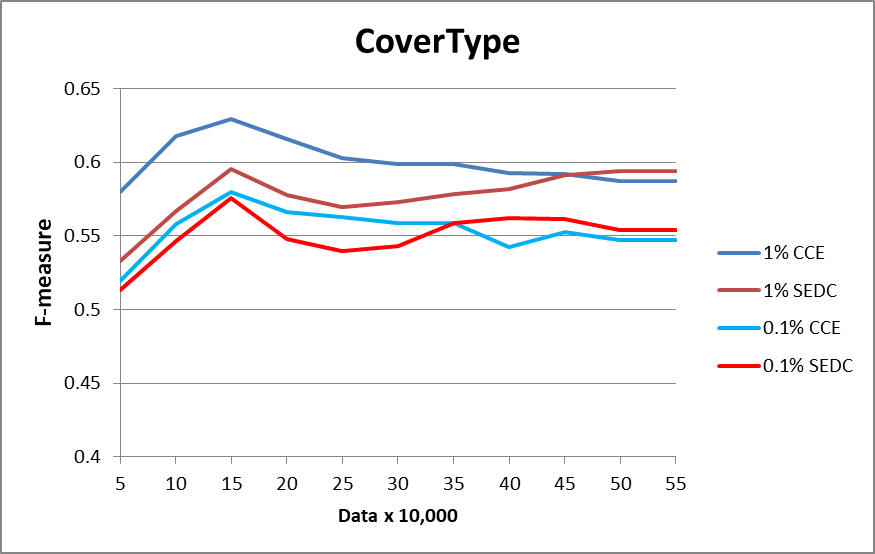 CoverType
0.65
0.6
0.55
0.5
0.45
0.4
F-measure
5 10 15 20 25 30 35 40 45 50 55
Data x 10,000
1% CCE
1% SEDC
0.1% CCE
0.1% SEDC